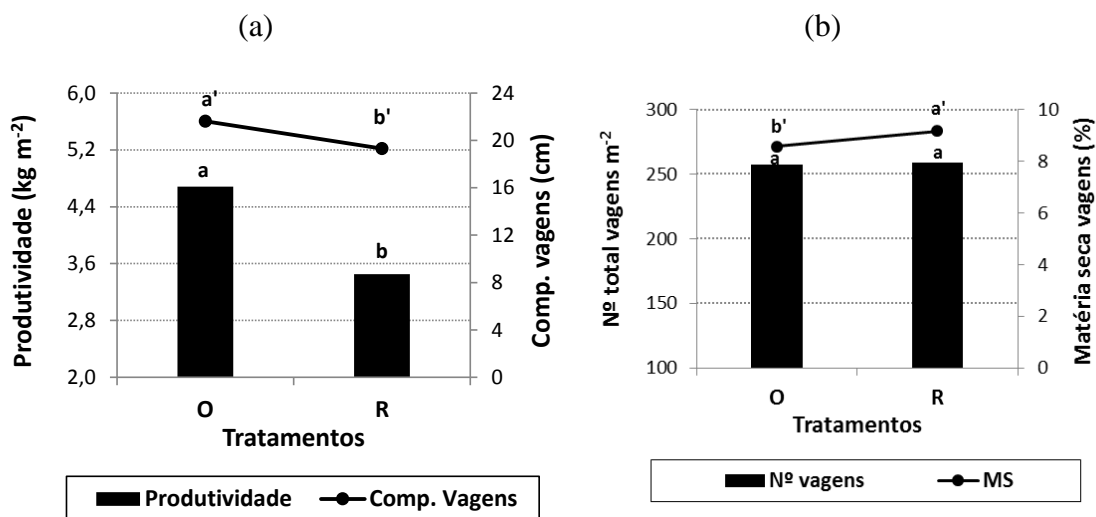 (a)
6,0
5,2
4,4
3,6
2,8
2,0
Produtividade (kg m-2)
a'
b'
a
b
24
20
16
12
8
4
0
Comp. vagens (cm)
O
R
Tratamentos
Produtividade
Comp. Vagens
(b)
300
250
200
150
100
Nº total vagens m-2
b'
a'
a
a
10
8
6
4
2
0
Matéria seca vagens (%)
O
R
Tratamentos
Nº vagens
MS